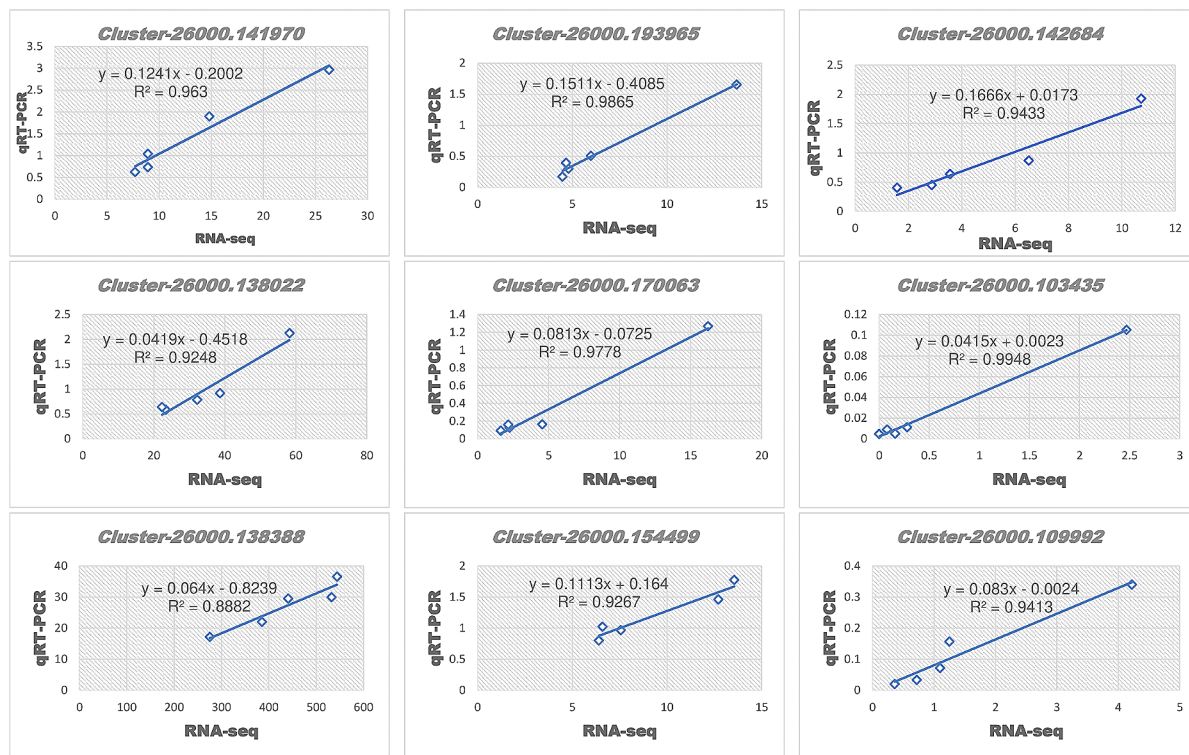 Cluster-26000.141970
3.5
3
2.5
2
1.5
1
0.5
0
qRT-PCR
y = 0.1241x - 0.2002
R² = 0.963
0 5 10 15 20 25 30
RNA-seq
Cluster-26000.193965
2
1.5
1
0.5
0
qRT-PCR
y = 0.1511x - 0.4085
R² = 0.9865
0 5 10 15
RNA-seq
Cluster-26000.142684
2.5
2
1.5
1
0.5
0
qRT-PCR
y = 0.1666x + 0.0173
R² = 0.9433
0 2 4 6 8 10 12
RNA-seq
Cluster-26000.138022
2.5
2
1.5
1
0.5
0
qRT-PCR
y = 0.0419x - 0.4518
R² = 0.9248
0 20 40 60 80
RNA-seq
Cluster-26000.170063
1.4
1.2
1
0.8
0.6
0.4
0.2
0
qRT-PCR
y = 0.0813x - 0.0725
R² = 0.9778
0 5 10 15 20
RNA-seq
Cluster-26000.103435
0.12
0.1
0.08
0.06
0.04
0.02
0
qRT-PCR
y = 0.0415x + 0.0023
R² = 0.9948
0 0.5 1 1.5 2 2.5 3
RNA-seq
Cluster-26000.138388
40
30
20
10
0
qRT-PCR
y = 0.064x - 0.8239
R² = 0.8882
0 100 200 300 400 500 600
RNA-seq
Cluster-26000.154499
2
1.5
1
0.5
0
qRT-PCR
y = 0.1113x + 0.164
R² = 0.9267
0 5 10 15
RNA-seq
Cluster-26000.109992
0.4
0.3
0.2
0.1
0
qRT-PCR
y = 0.083x - 0.0024
R² = 0.9413
0 1 2 3 4 5
RNA-seq